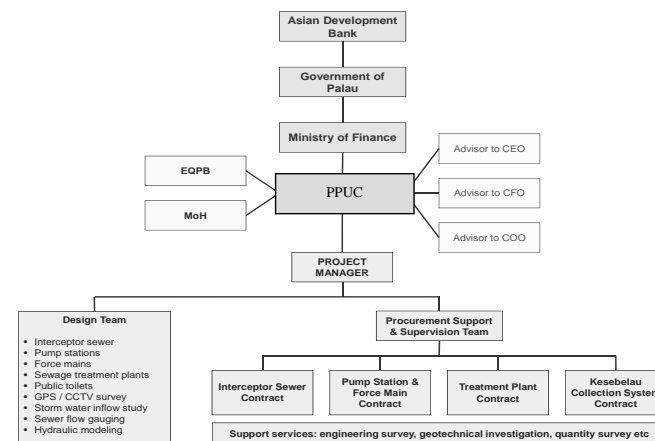 Asian Development
Bank
Government of
Palau
Ministry of Finance
EQPB
MoH
PPUC
Advisor to CEO
Advisor to CFO
Advisor to COO
PROJECT
MANAGER
Design Team
• Interceptor sewer
• Pump stations
• Force mains
• Sewage treatment plants
• Public toilets
• GPS / CCTV survey
• Storm water inflow study
• Sewer flow gauging
• Hydraulic modeling
Procurement Support
& Supervision Team
Interceptor Sewer
Contract
Pump Station &
Force Main
Contract
Treatment Plant
Contract
Kesebelau
Collection System
Contract
Support services: engineering survey, geotechnical investigation, quantity survey etc